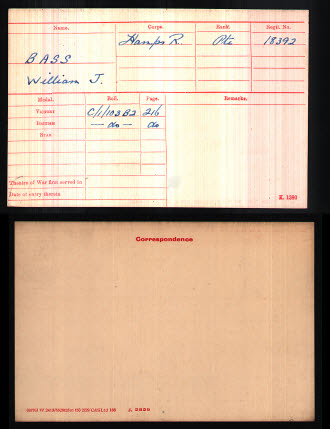 Name. Corps. Rank. Regtl. No.
BASS Hamps R. Pte 18392
William J.
Medal. Roll. Page. Remarks.
Victory C/1/103B2 216
British — do — do
Star
Theatre of War first served in
Date of entry therein
K. 1380
Correspondence